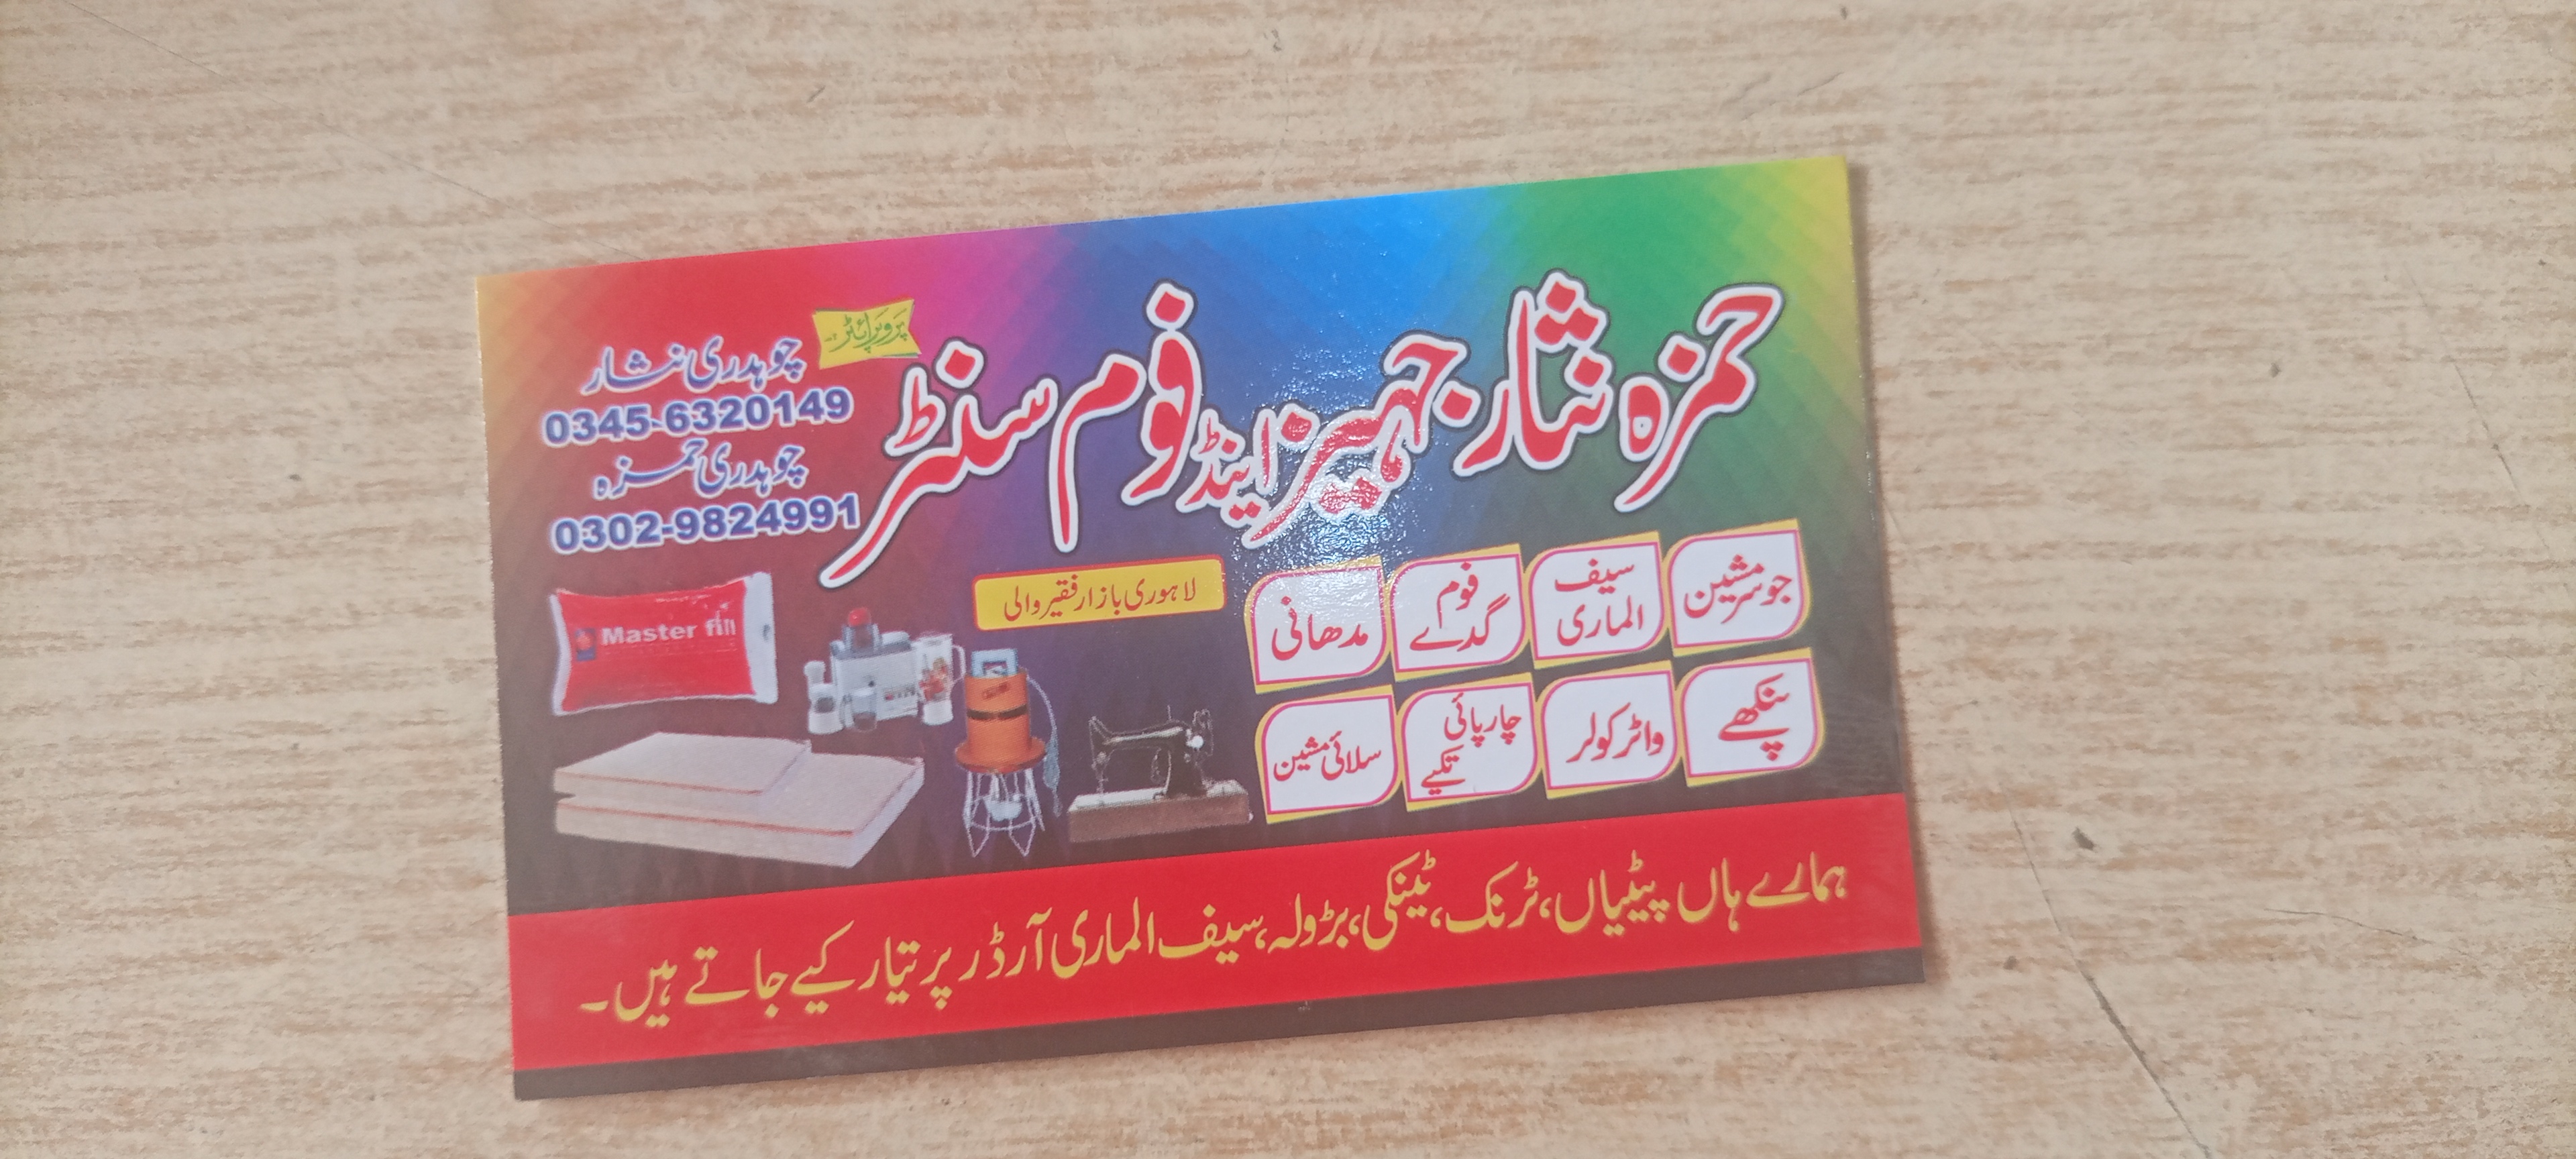 حمزہ نثار جہیز اینڈ فوم سنٹر
پروپرائٹر
چوہدری نثار
0345-6320149
چوہدری حمزہ
0302-9824991
لاہوری بازار فقیر والی
جوسر مشین
سیف الماری
فوم گدے
مدھانی
پنکھے
واٹر کولر
چارپائی تکیے
سلائی مشین
Master fill
ہمارے ہاں پیٹیاں، ٹرنک، ٹینکی، بڑولہ، سیف الماری آرڈر پر تیار کیے جاتے ہیں۔